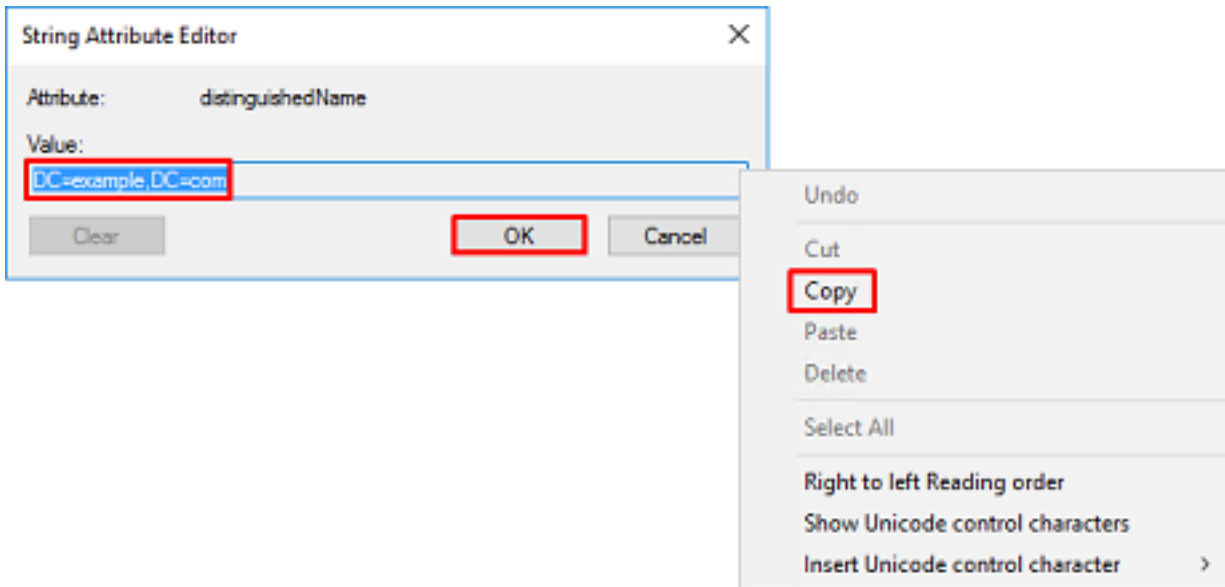 String Attribute Editor
Attribute: distinguishedName
Value:
DC=example,DC=com
Clear OK Cancel
Undo
Cut
Copy
Paste
Delete
Select All
Right to left Reading order
Show Unicode control characters
Insert Unicode control character